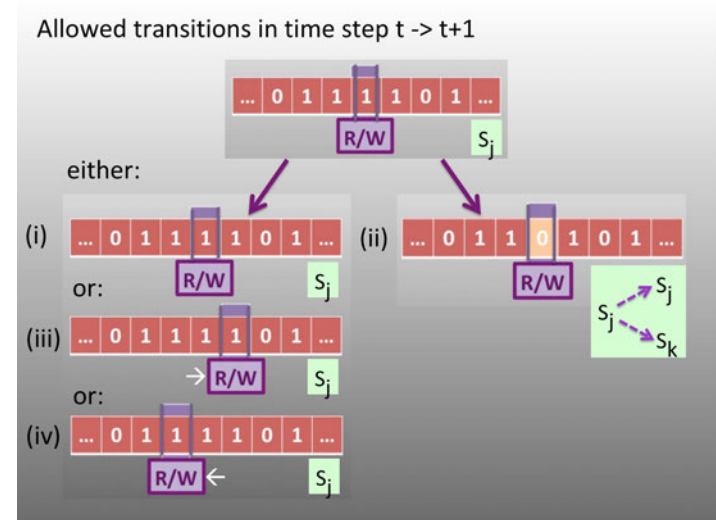 Allowed transitions in time step t -> t+1
... 0 1 1 1 1 0 1 ...
R/W
Sj
either:
(i) ... 0 1 1 1 1 0 1 ...
R/W
Sj
(ii) ... 0 1 1 0 1 0 1 ...
R/W
Sj Sj
Sk
or:
(iii) ... 0 1 1 1 1 0 1 ...
→ R/W
Sj
or:
(iv) ... 0 1 1 1 1 0 1 ...
R/W ←
Sj